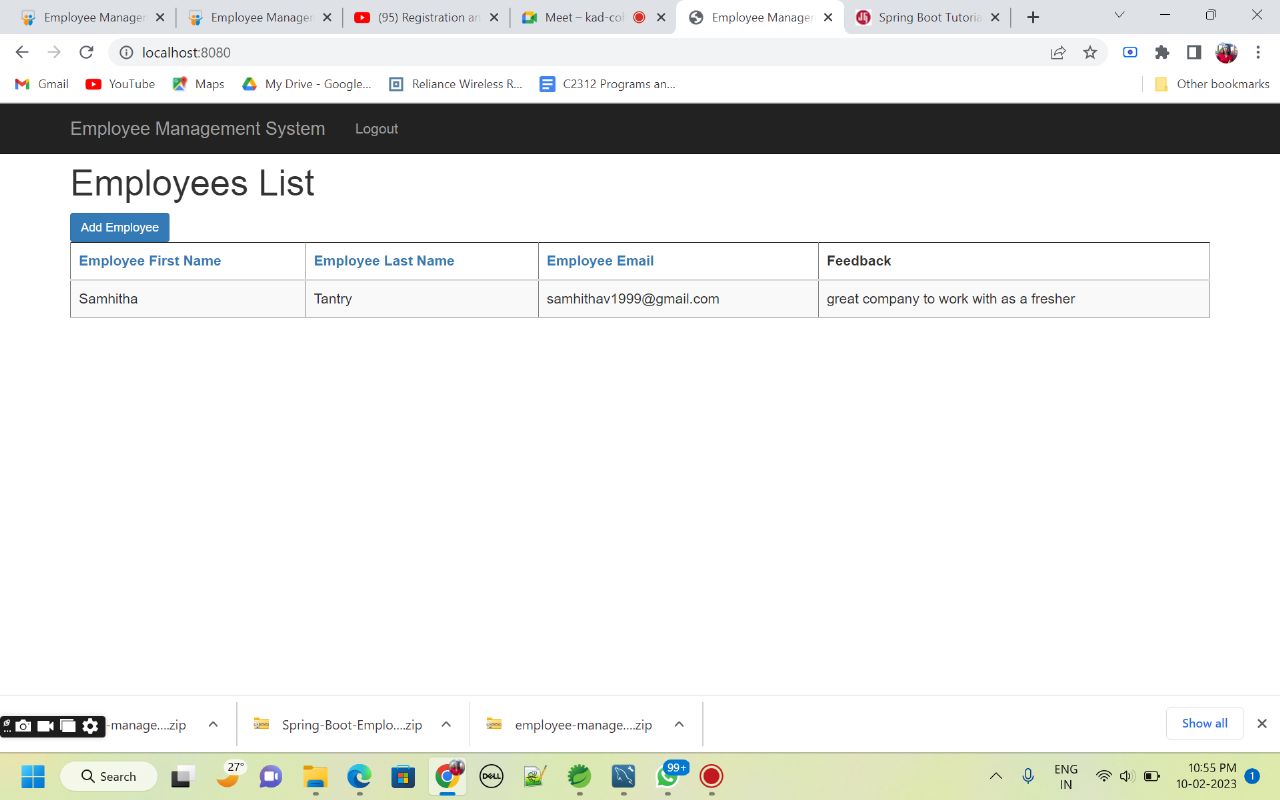 Employee Manager
Employee Manager
(95) Registration an
Meet – kad-co
Employee Manager
Spring Boot Tutoria
localhost:8080
Gmail
YouTube
Maps
My Drive - Google...
Reliance Wireless R...
C2312 Programs an...
Other bookmarks
Employee Management System
Logout
Employees List
Add Employee
Employee First Name
Employee Last Name
Employee Email
Feedback
Samhitha
Tantry
samhithav1999@gmail.com
great company to work with as a fresher
-manage....zip
Spring-Boot-Emplo....zip
employee-manage....zip
Show all
Search
27°
DELL
99+
ENG
IN
10:55 PM
10-02-2023
1